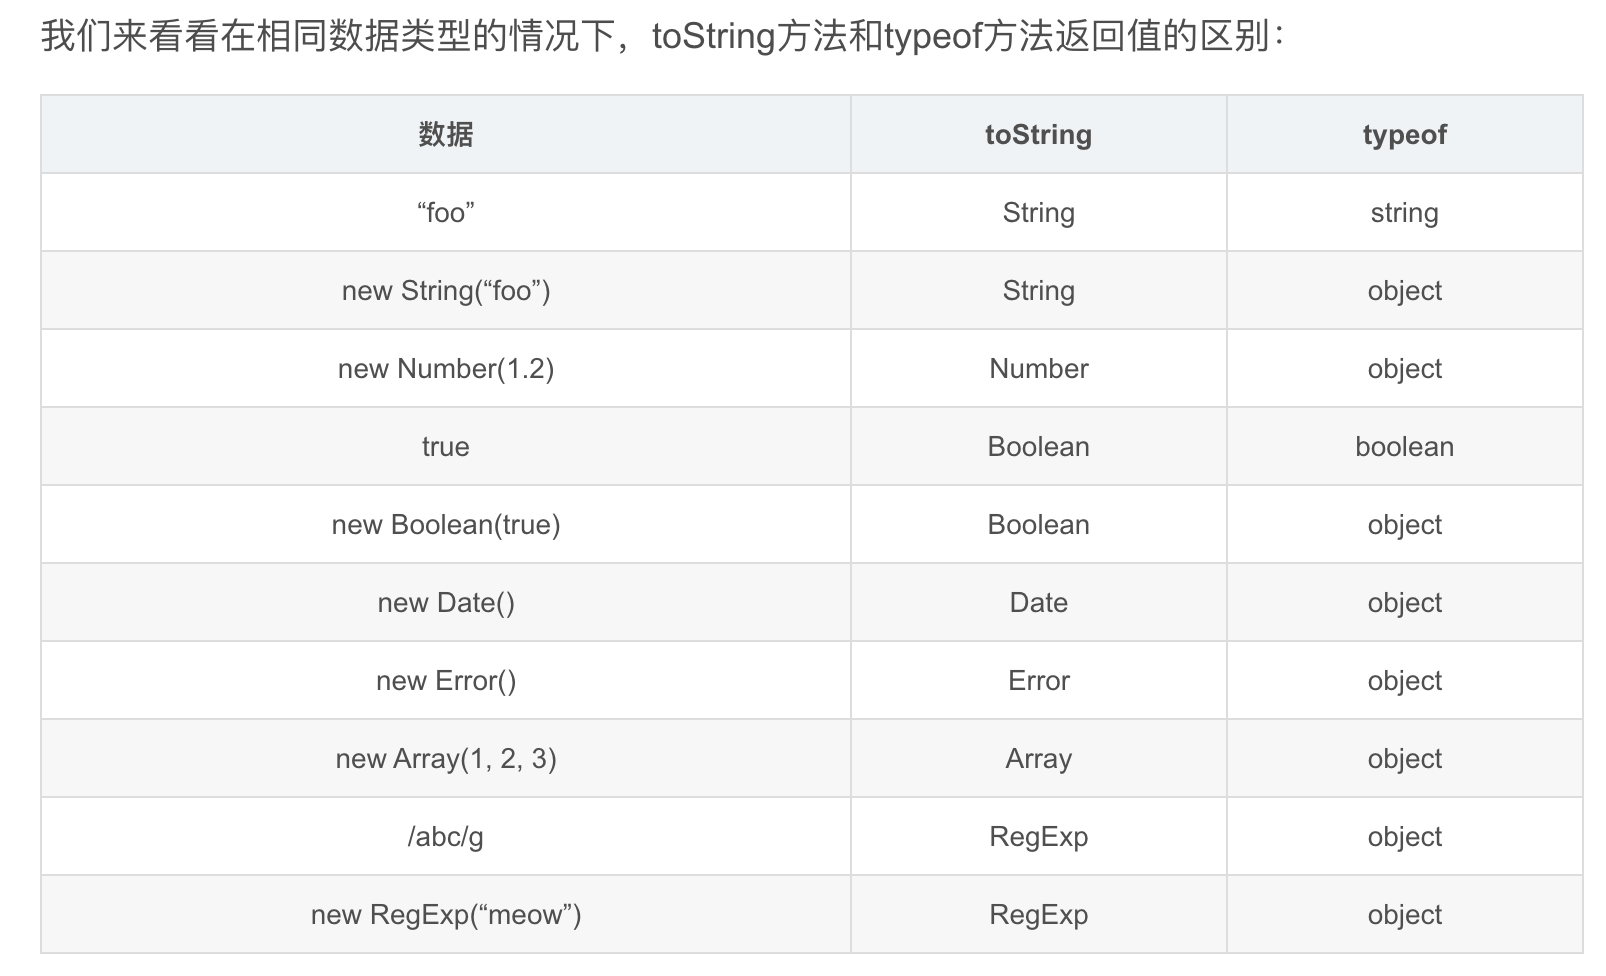 我们来看看在相同数据类型的情况下，toString方法和typeof方法返回值的区别：
数据 toString typeof
“foo” String string
new String(“foo”) String object
new Number(1.2) Number object
true Boolean boolean
new Boolean(true) Boolean object
new Date() Date object
new Error() Error object
new Array(1, 2, 3) Array object
/abc/g RegExp object
new RegExp(“meow”) RegExp object